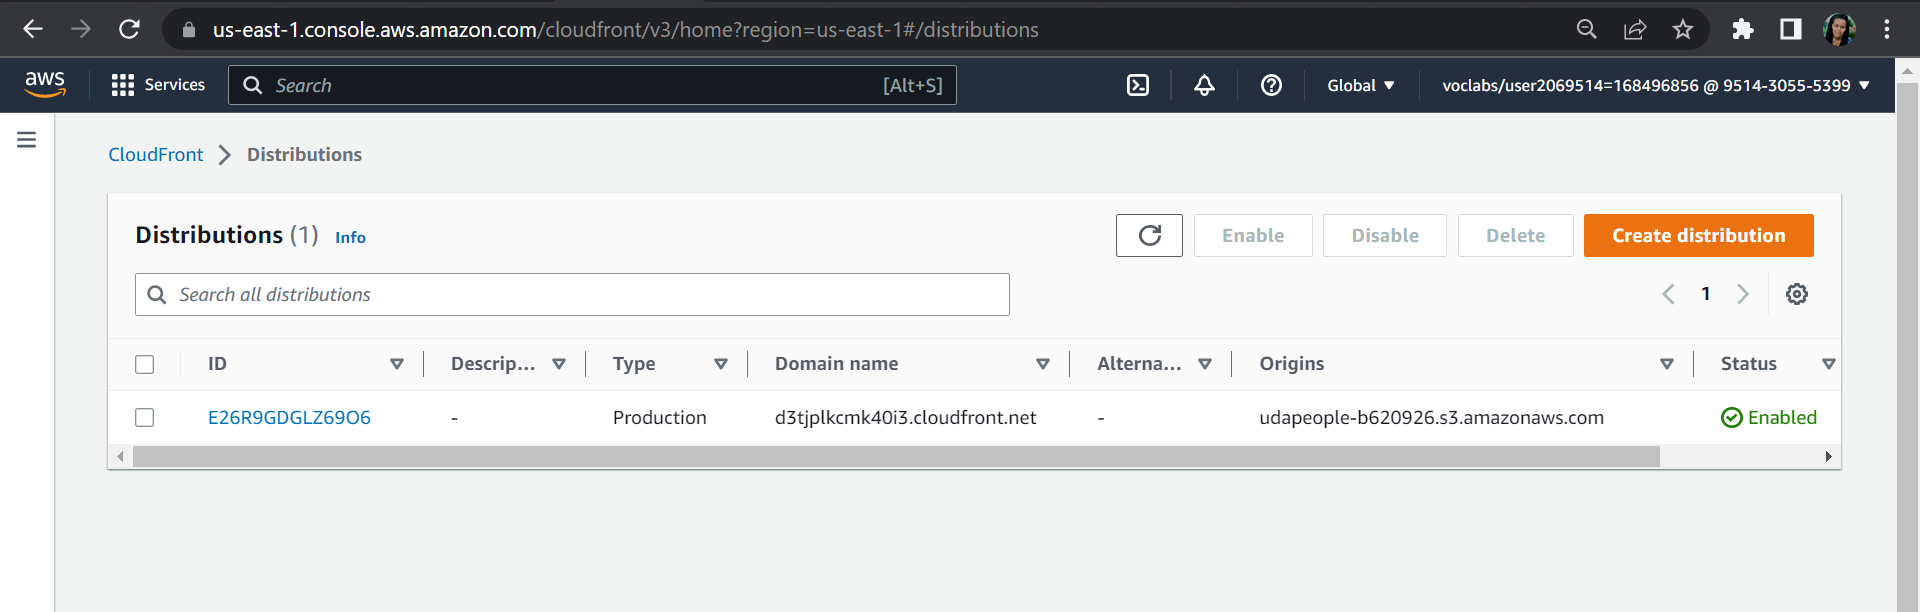 us-east-1.console.aws.amazon.com/cloudfront/v3/home?region=us-east-1#/distributions
aws Services Search [Alt+S] Global voclabs/user2069514=168496856 @ 9514-3055-5399
CloudFront Distributions
Distributions (1) Info Enable Disable Delete Create distribution
Search all distributions 1
ID Descrip... Type Domain name Alterna... Origins Status
E26R9GDGLZ69O6 - Production d3tjplkcmk40i3.cloudfront.net - udapeople-b620926.s3.amazonaws.com Enabled